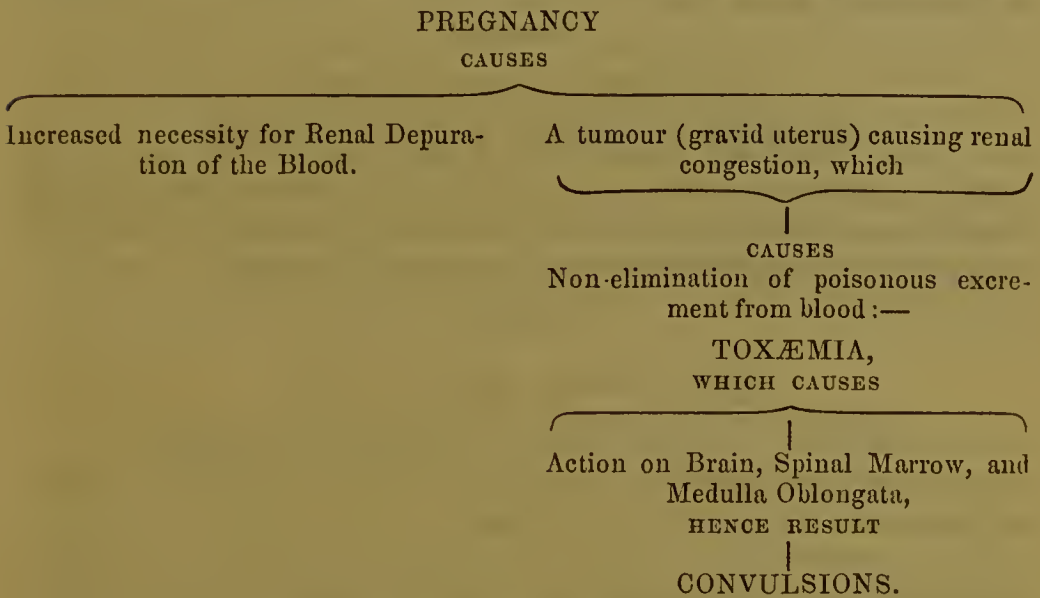 PREGNANCY
CAUSES
Increased necessity for Renal Depura-
tion of the Blood.
A tumour (gravid uterus) causing renal
congestion, which
CAUSES
Non-elimination of poisonous excre-
ment from blood :—
TOXÆMIA,
WHICH CAUSES
Action on Brain, Spinal Marrow, and
Medulla Oblongata,
HENCE RESULT
CONVULSIONS.